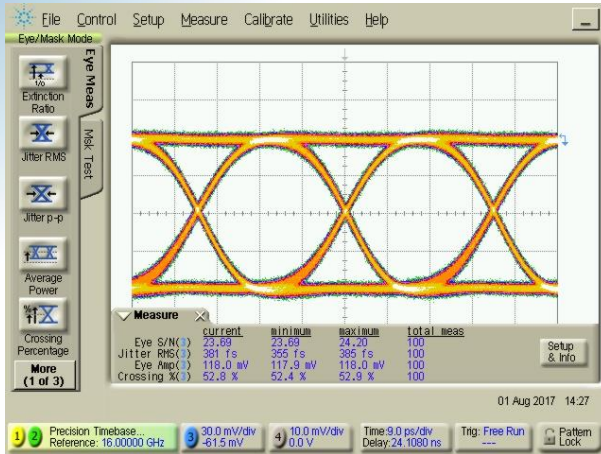 File Control Setup Measure Calibrate Utilities Help
Eye/Mask Mode
Eye Meas
Msk Test
Extinction
Ratio
Jitter RMS
Jitter p-p
Average
Power
Crossing
Percentage
More
(1 of 3)
Measure
current minimum maximum total meas
Eye S/N(3) 23.69 23.69 24.20 100
Jitter RMS(3) 381 fs 355 fs 385 fs 100
Eye Amp(3) 118.0 mV 117.9 mV 118.0 mV 100
Crossing %(3) 52.8 % 52.4 % 52.9 % 100
Setup
& Info
01 Aug 2017 14:27
1 2 Precision Timebase...
Reference: 16.00000 GHz
3 30.0 mV/div
-61.5 mV
4 10.0 mV/div
0.0 V
Time:9.0 ps/div
Delay:24.1080 ns
Trig: Free Run
---
Pattern
Lock